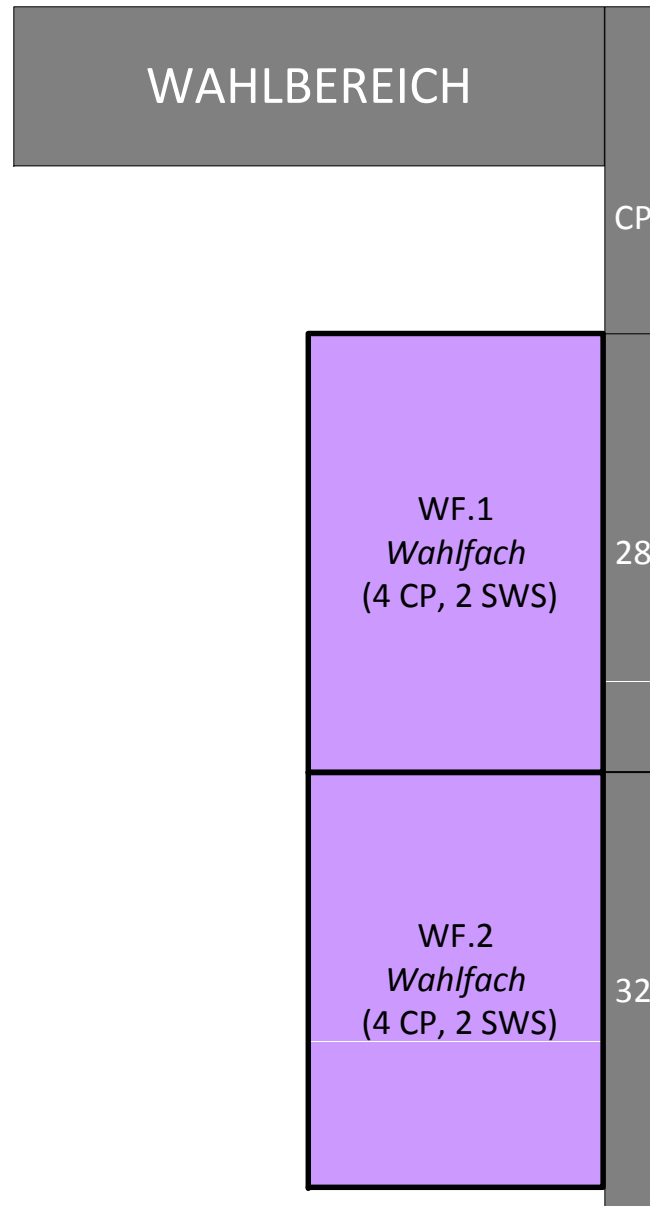 WAHLBEREICH
CP
WF.1
Wahlfach
(4 CP, 2 SWS)
28
WF.2
Wahlfach
(4 CP, 2 SWS)
32